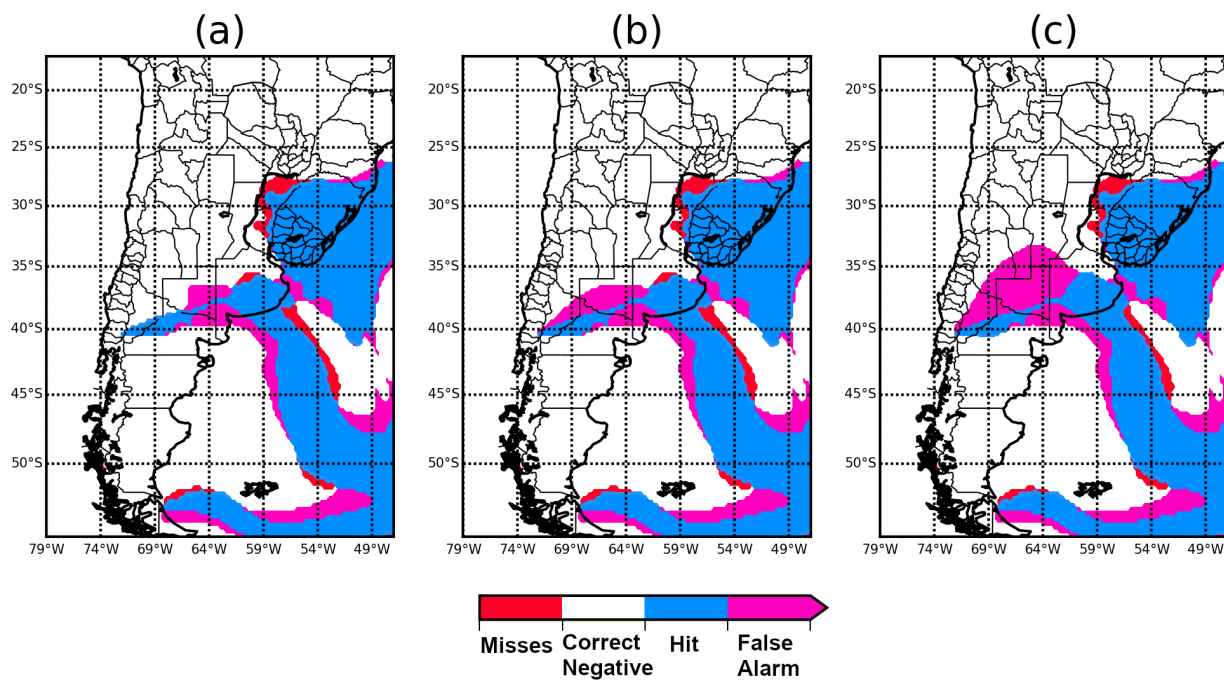 (a) (b) (c)
20°S 20°S 20°S
25°S 25°S 25°S
30°S 30°S 30°S
35°S 35°S 35°S
40°S 40°S 40°S
45°S 45°S 45°S
50°S 50°S 50°S
79°W 74°W 69°W 64°W 59°W 54°W 49°W 79°W 74°W 69°W 64°W 59°W 54°W 49°W 79°W 74°W 69°W 64°W 59°W 54°W 49°W
Misses Correct Hit False
Negative Alarm